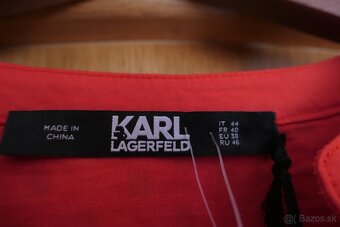 MADE IN
CHINA
KARL
LAGERFELD
IT 44
FR 40
EU 38
RU 46
Bazos.sk